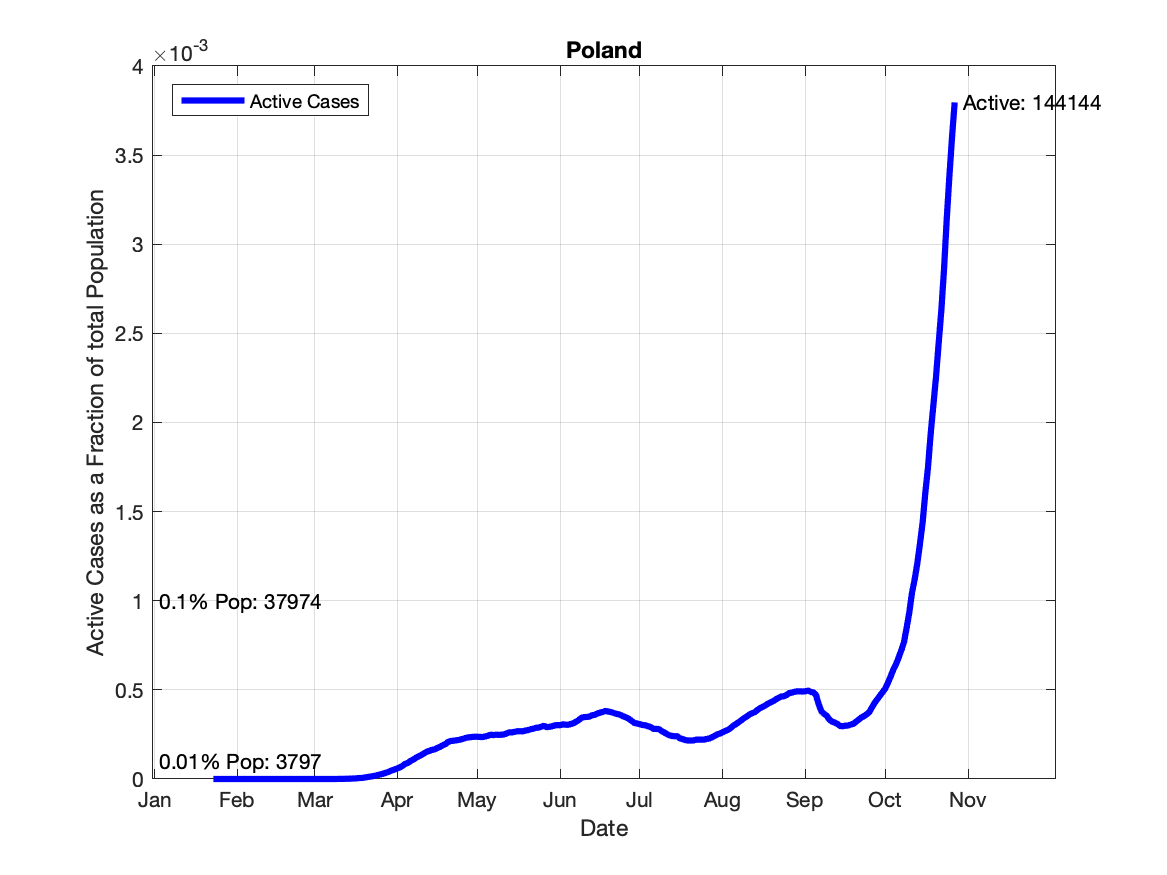 Poland
×10-3
4
3.5
3
2.5
2
1.5
1
0.5
0
Active Cases as a Fraction of total Population
Active Cases
Active: 144144
0.1% Pop: 37974
0.01% Pop: 3797
Jan Feb Mar Apr May Jun Jul Aug Sep Oct Nov
Date